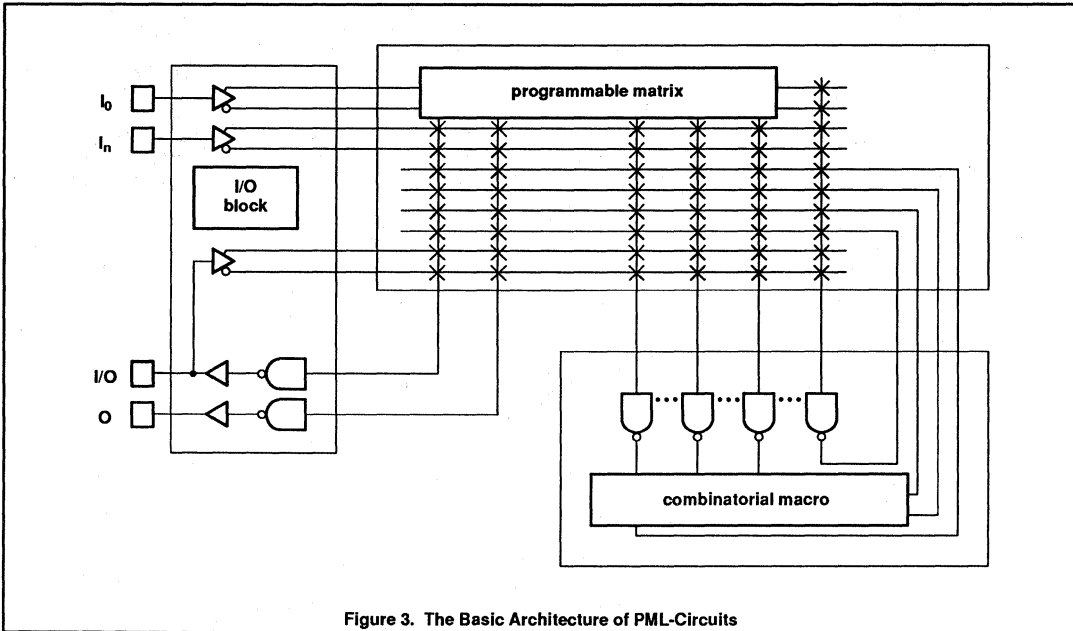 I0
programmable matrix
In
I/O
block
I/O
O
combinatorial macro
Figure 3. The Basic Architecture of PML-Circuits